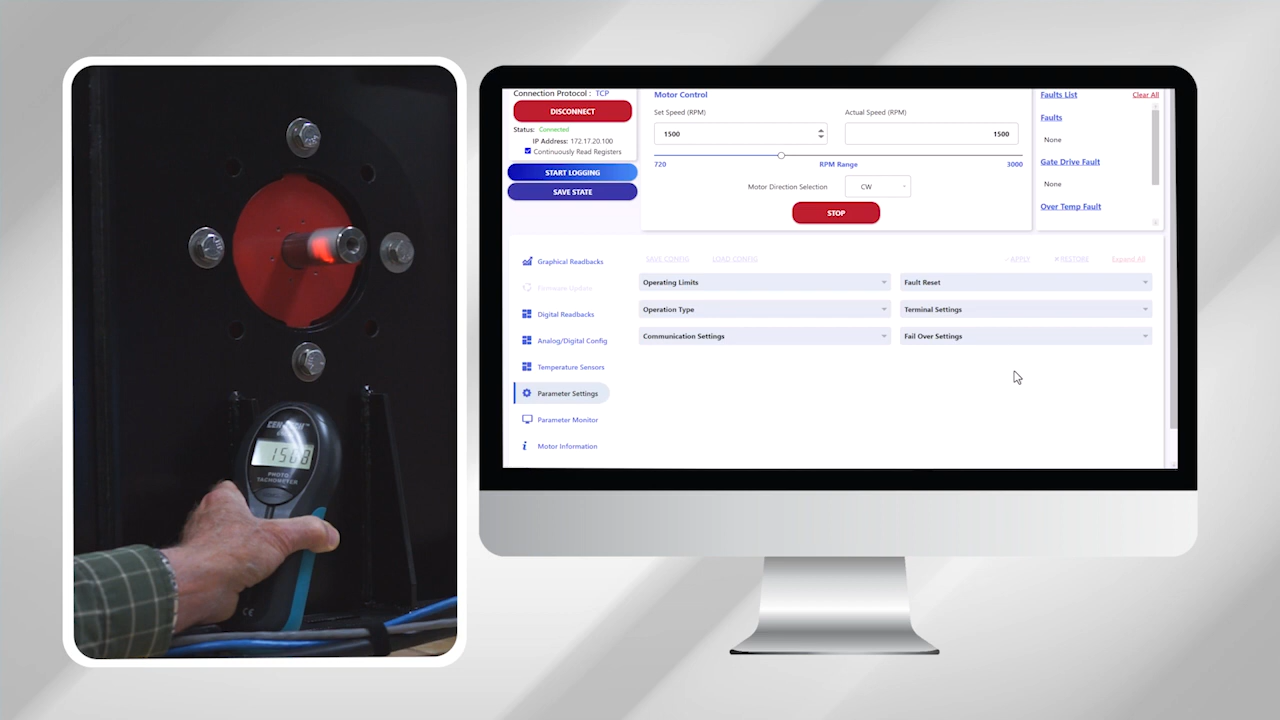 PHOTO
TACHOMETER
CE
Connection Protocol : TCP
DISCONNECT
Status: Connected
IP Address: 172.17.20.100
Continuously Read Registers
START LOGGING
SAVE STATE
Motor Control
Set Speed (RPM)
Actual Speed (RPM)
1500
1500
720
RPM Range
3000
Motor Direction Selection
CW
STOP
Faults List
Clear All
Faults
None
Gate Drive Fault
None
Over Temp Fault
Graphical Readbacks
Firmware Update
Digital Readbacks
Analog/Digital Config
Temperature Sensors
Parameter Settings
Parameter Monitor
Motor Information
SAVE CONFIG
LOAD CONFIG
APPLY
RESTORE
Expand All
Operating Limits
Fault Reset
Operation Type
Terminal Settings
Communication Settings
Fail Over Settings